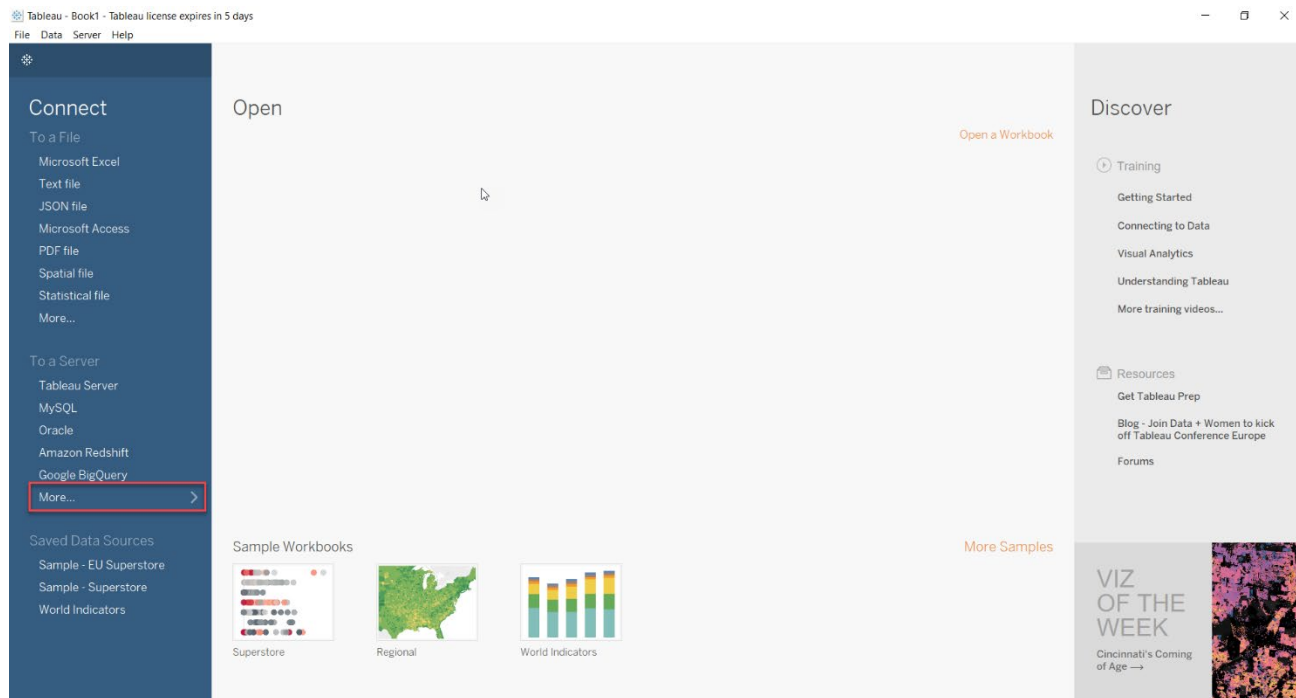 Tableau - Book1 - Tableau license expires in 5 days
File Data Server Help
Connect
To a File
Microsoft Excel
Text file
JSON file
Microsoft Access
PDF file
Spatial file
Statistical file
More...
To a Server
Tableau Server
MySQL
Oracle
Amazon Redshift
Google BigQuery
More...
Saved Data Sources
Sample - EU Superstore
Sample - Superstore
World Indicators
Open
Open a Workbook
Sample Workbooks
More Samples
Superstore
Regional
World Indicators
Discover
Training
Getting Started
Connecting to Data
Visual Analytics
Understanding Tableau
More training videos...
Resources
Get Tableau Prep
Blog - Join Data + Women to kick
off Tableau Conference Europe
Forums
VIZ
OF THE
WEEK
Cincinnati's Coming
of Age →